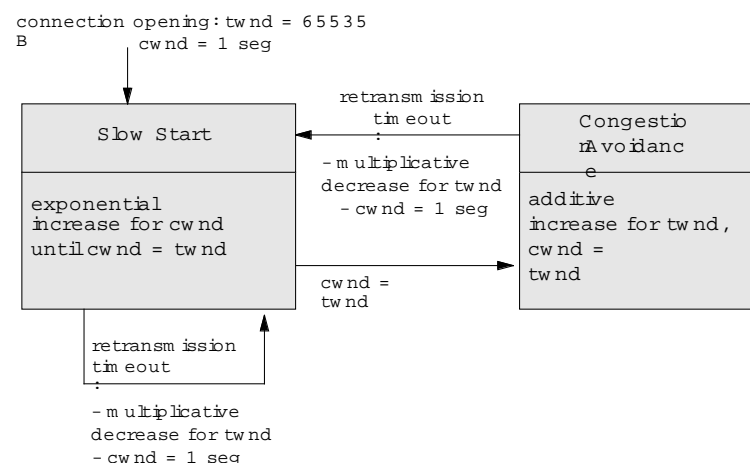 connection opening: twnd = 65535
B
cwnd = 1 seg
retransmission
timeout
:
Slow Start
Congestio
nAvoidanc
e
- multiplicative
decrease for twnd
- cwnd = 1 seg
exponential
increase for cwnd
until cwnd = twnd
additive
increase for twnd,
cwnd =
twnd
cwnd =
twnd
retransmission
timeout
:
- multiplicative
decrease for twnd
- cwnd = 1 seg